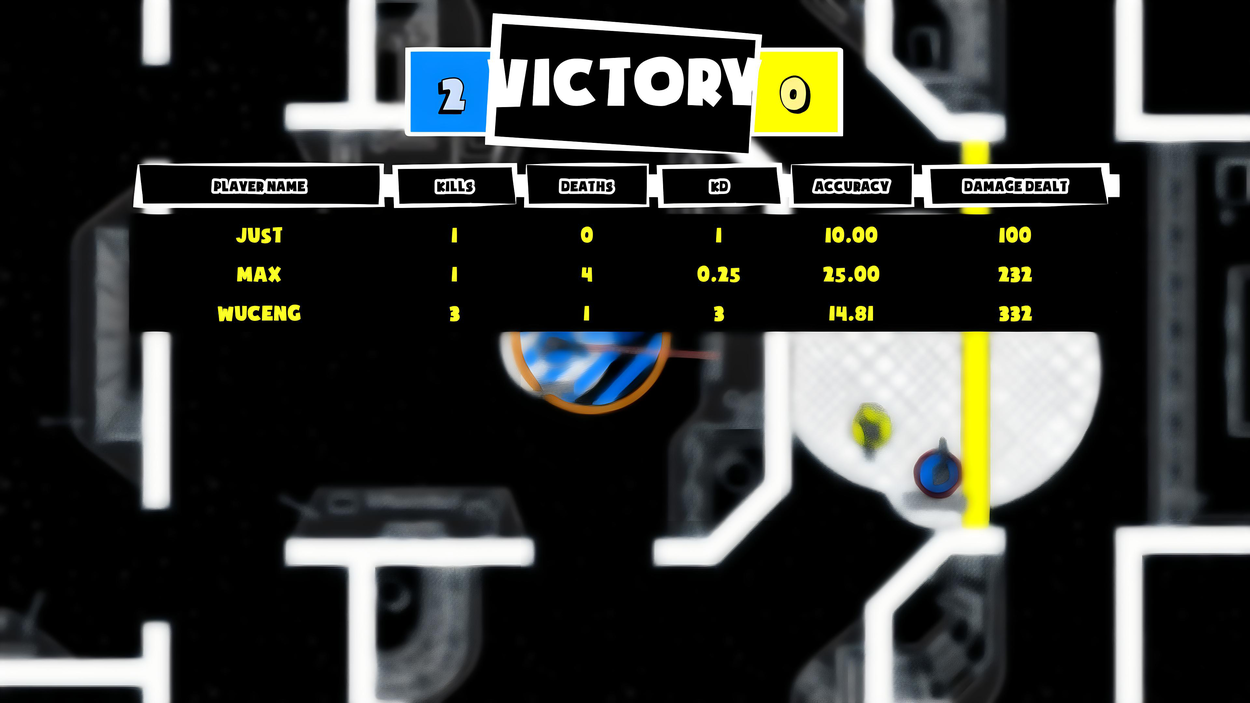 2 VICTORY 0
PLAYER NAME KILLS DEATHS KD ACCURACY DAMAGE DEALT
JUST 1 0 1 10.00 100
MAX 1 4 0.25 25.00 232
WUCENG 3 1 3 14.81 332